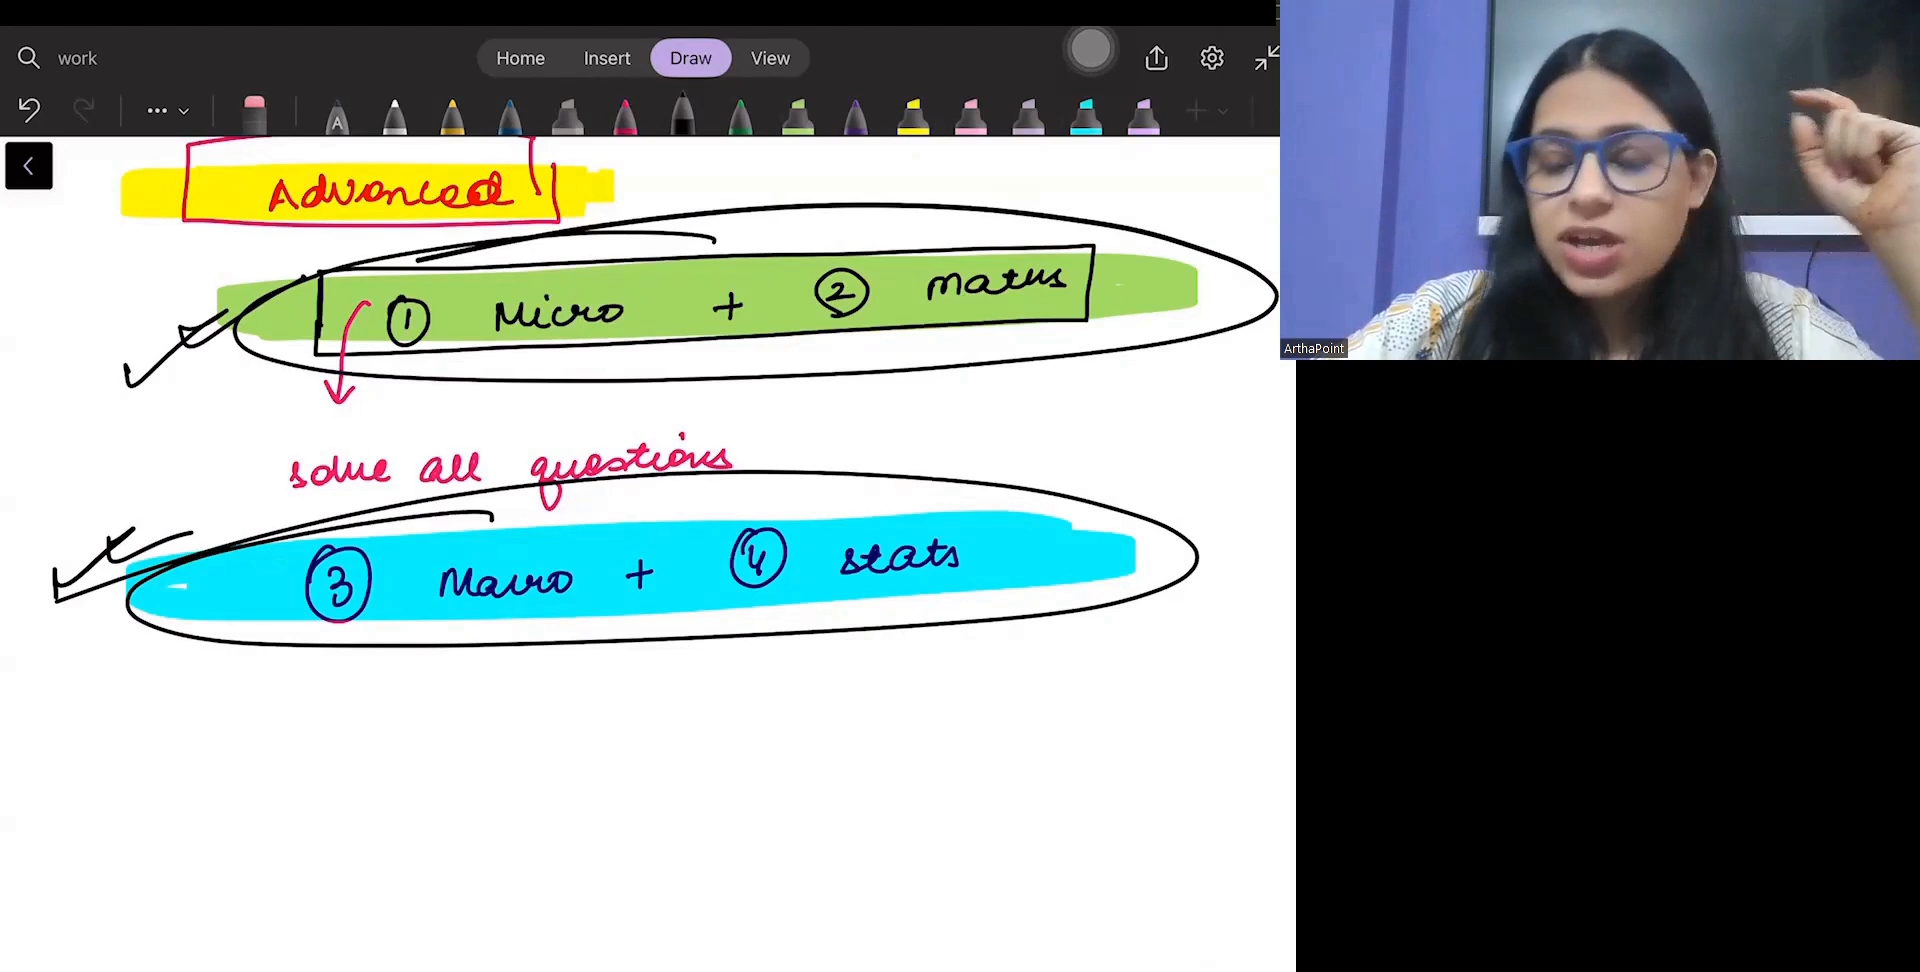 work
Home Insert Draw View
A
Advanced
① Micro + ② Maths
solve all questions
③ Macro + ④ stats
ArthaPoint